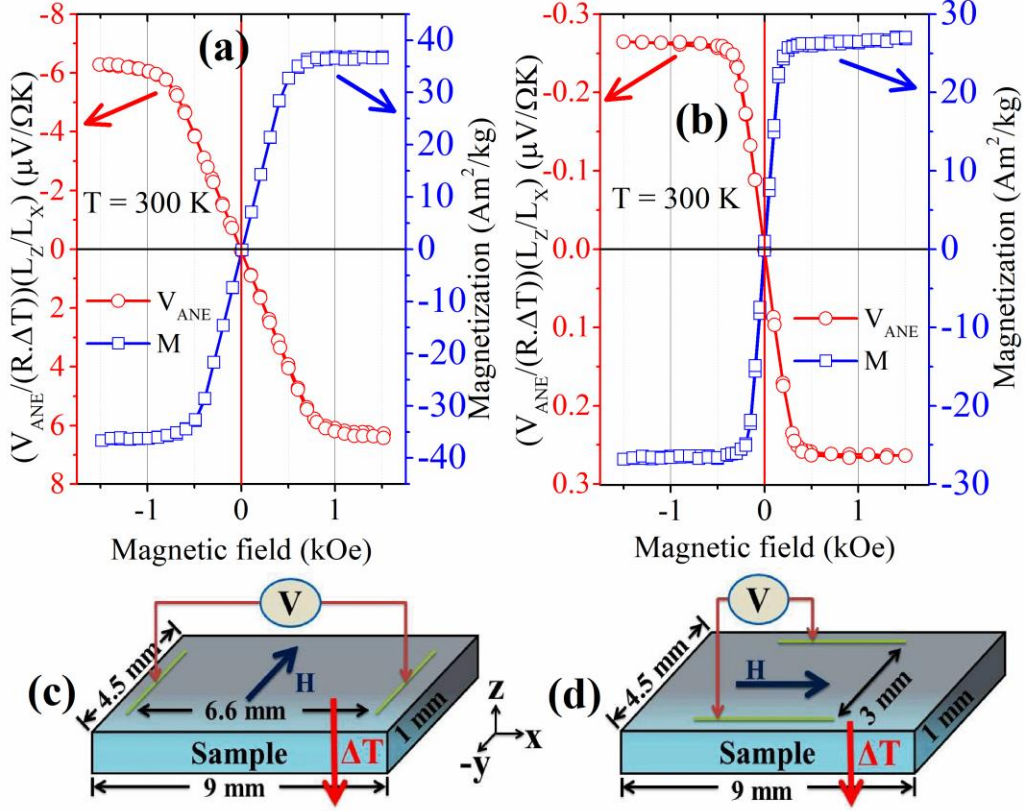 (a)
(V_ANE/(R.ΔT))(L_Z/L_X) (μV/ΩK)
-8
-6
-4
-2
0
2
4
6
8
T = 300 K
V_ANE
M
40
30
20
10
0
-10
-20
-30
-40
Magnetization (Am²/kg)
-1
0
1
Magnetic field (kOe)
(b)
(V_ANE/(R.ΔT))(L_Z/L_X) (μV/ΩK)
-0.3
-0.2
-0.1
0.0
0.1
0.2
0.3
T = 300 K
V_ANE
M
30
20
10
0
-10
-20
-30
Magnetization (Am²/kg)
-1
0
1
Magnetic field (kOe)
(c)
V
4.5 mm
H
6.6 mm
1 mm
Sample
ΔT
9 mm
z
x
-y
(d)
V
4.5 mm
H
3 mm
1 mm
Sample
ΔT
9 mm